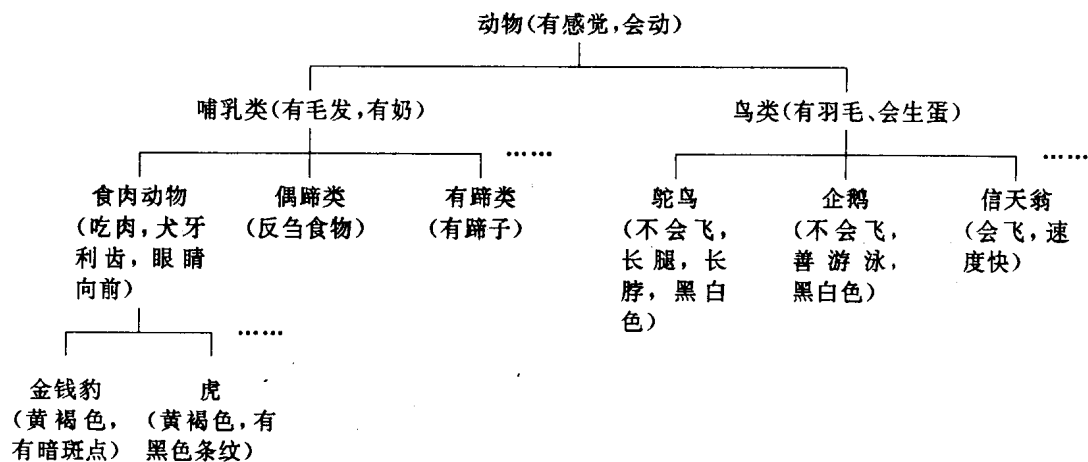 动物(有感觉,会动)
哺乳类(有毛发,有奶)
鸟类(有羽毛、会生蛋)
食肉动物
(吃肉,犬牙
利齿,眼睛
向前)
偶蹄类
(反刍食物)
有蹄类
(有蹄子)
……
鸵鸟
(不会飞,
长腿,长
脖,黑白
色)
企鹅
(不会飞,
善游泳,
黑白色)
信天翁
(会飞,速
度快)
……
金钱豹
(黄褐色,
有暗斑点)
虎
(黄褐色,有
黑色条纹)
……